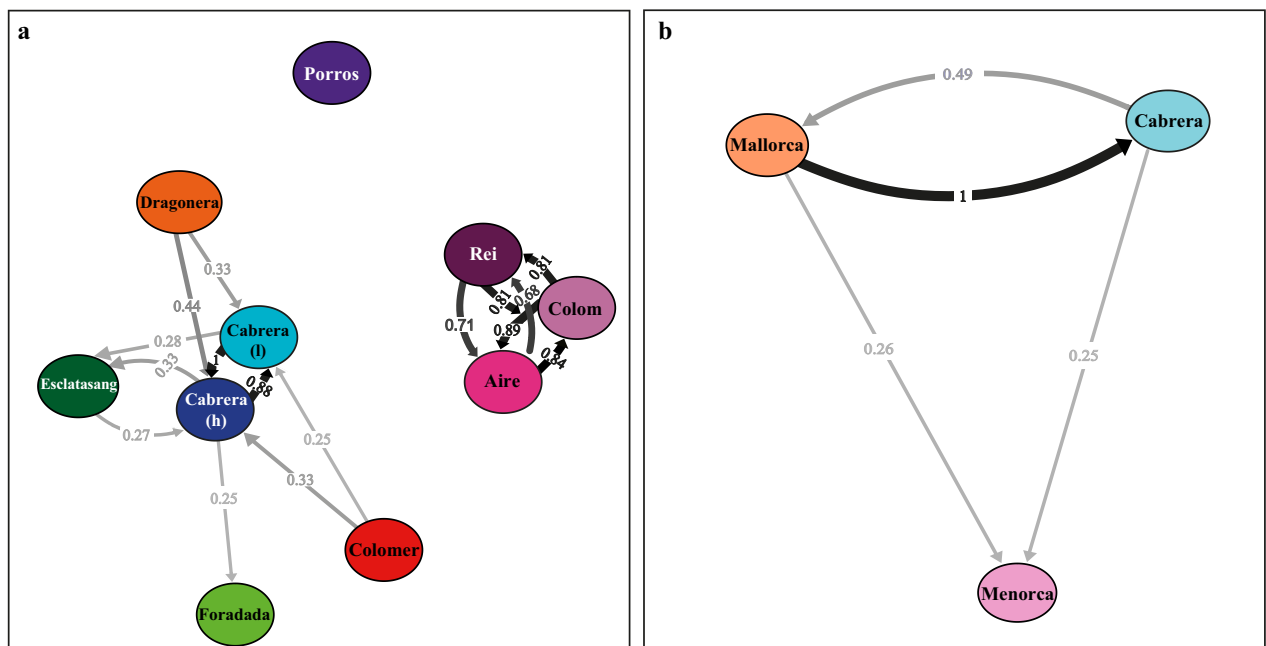 a
Porros
Dragonera
0.33
0.44
Cabrera
(l)
0.28
0.33
1
0.88
Esclatasang
Cabrera
(h)
0.27
0.25
0.25
0.33
Colomer
Foradada
Rei
0.81
0.81
0.68
Colom
0.71
0.89
0.84
Aire
b
0.49
Mallorca
Cabrera
1
0.26
0.25
Menorca